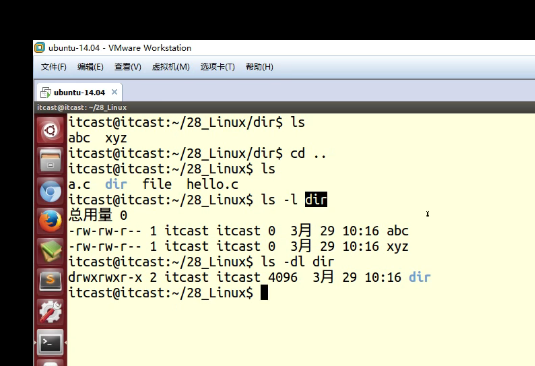 ubuntu-14.04 - VMware Workstation
文件(F) 编辑(E) 查看(V) 虚拟机(M) 选项卡(T) 帮助(H)
ubuntu-14.04 ×
itcast@itcast: ~/28_Linux
itcast@itcast:~/28_Linux/dir$ ls
abc xyz
itcast@itcast:~/28_Linux/dir$ cd ..
itcast@itcast:~/28_Linux$ ls
a.c dir file hello.c
itcast@itcast:~/28_Linux$ ls -l dir
总用量 0
-rw-rw-r-- 1 itcast itcast 0 3月 29 10:16 abc
-rw-rw-r-- 1 itcast itcast 0 3月 29 10:16 xyz
itcast@itcast:~/28_Linux$ ls -dl dir
drwxrwxr-x 2 itcast itcast 4096 3月 29 10:16 dir
itcast@itcast:~/28_Linux$